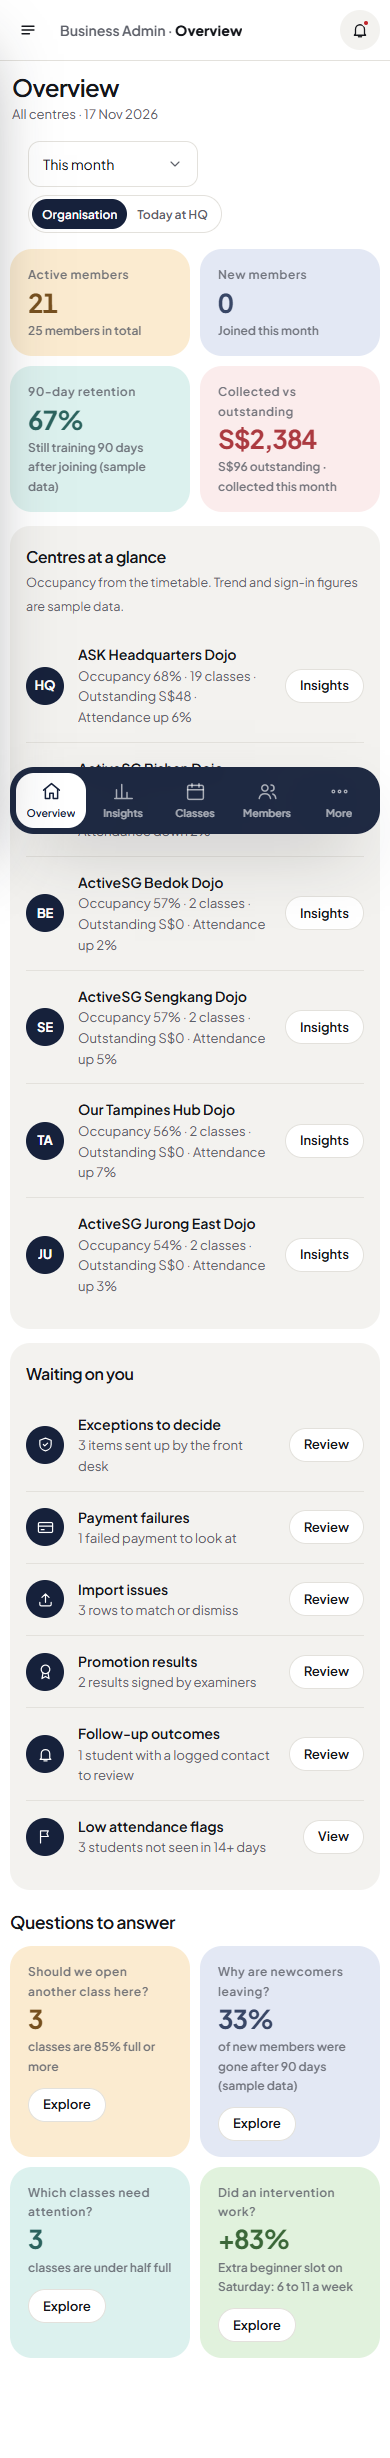 Business Admin · Overview
Overview
All centres · 17 Nov 2026
This month
Organisation
Today at HQ
Active members
21
25 members in total
New members
0
Joined this month
90-day retention
67%
Still training 90 days
after joining (sample
data)
Collected vs
outstanding
S$2,384
S$96 outstanding ·
collected this month
Centres at a glance
Occupancy from the timetable. Trend and sign-in figures
are sample data.
HQ
ASK Headquarters Dojo
Occupancy 68% · 19 classes ·
Outstanding S$48 ·
Attendance up 6%
Insights
Overview
Insights
Classes
Members
More
BE
ActiveSG Bedok Dojo
Occupancy 57% · 2 classes ·
Outstanding S$0 · Attendance
up 2%
Insights
SE
ActiveSG Sengkang Dojo
Occupancy 57% · 2 classes ·
Outstanding S$0 · Attendance
up 5%
Insights
TA
Our Tampines Hub Dojo
Occupancy 56% · 2 classes ·
Outstanding S$0 · Attendance
up 7%
Insights
JU
ActiveSG Jurong East Dojo
Occupancy 54% · 2 classes ·
Outstanding S$0 · Attendance
up 3%
Insights
Waiting on you
Exceptions to decide
3 items sent up by the front
desk
Review
Payment failures
1 failed payment to look at
Review
Import issues
3 rows to match or dismiss
Review
Promotion results
2 results signed by examiners
Review
Follow-up outcomes
1 student with a logged contact
to review
Review
Low attendance flags
3 students not seen in 14+ days
View
Questions to answer
Should we open
another class here?
3
classes are 85% full or
more
Explore
Why are newcomers
leaving?
33%
of new members were
gone after 90 days
(sample data)
Explore
Which classes need
attention?
3
classes are under half full
Explore
Did an intervention
work?
+83%
Extra beginner slot on
Saturday: 6 to 11 a week
Explore